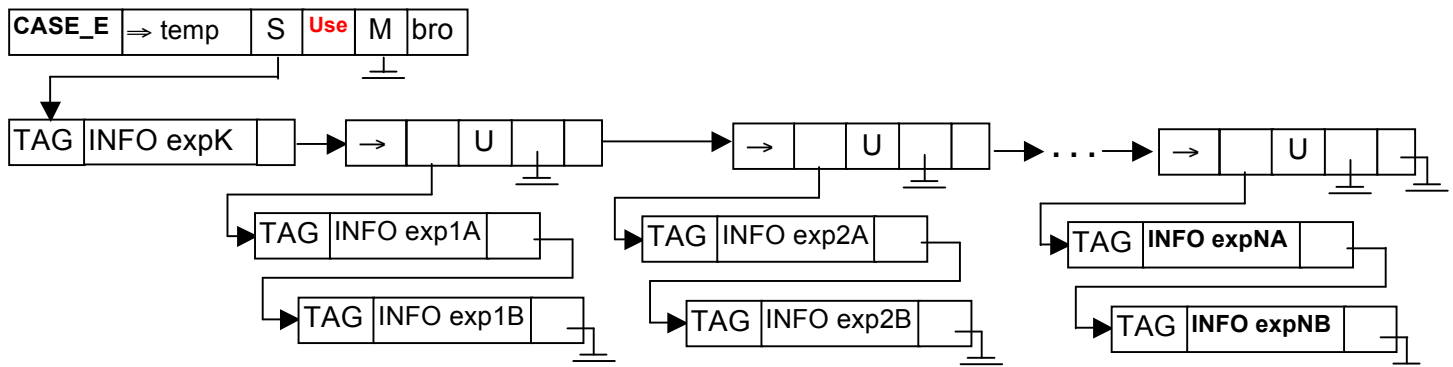 CASE_E ⇒ temp S Use M bro
TAG INFO expK → U → U . . . → U
TAG INFO exp1A TAG INFO exp2A TAG INFO expNA
TAG INFO exp1B TAG INFO exp2B TAG INFO expNB